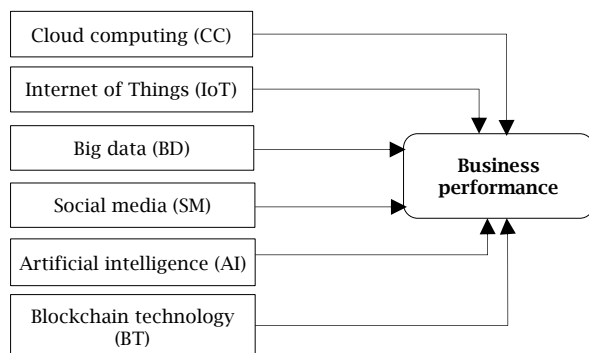 Cloud computing (CC)
Internet of Things (IoT)
Big data (BD)
Business
performance
Social media (SM)
Artificial intelligence (AI)
Blockchain technology
(BT)